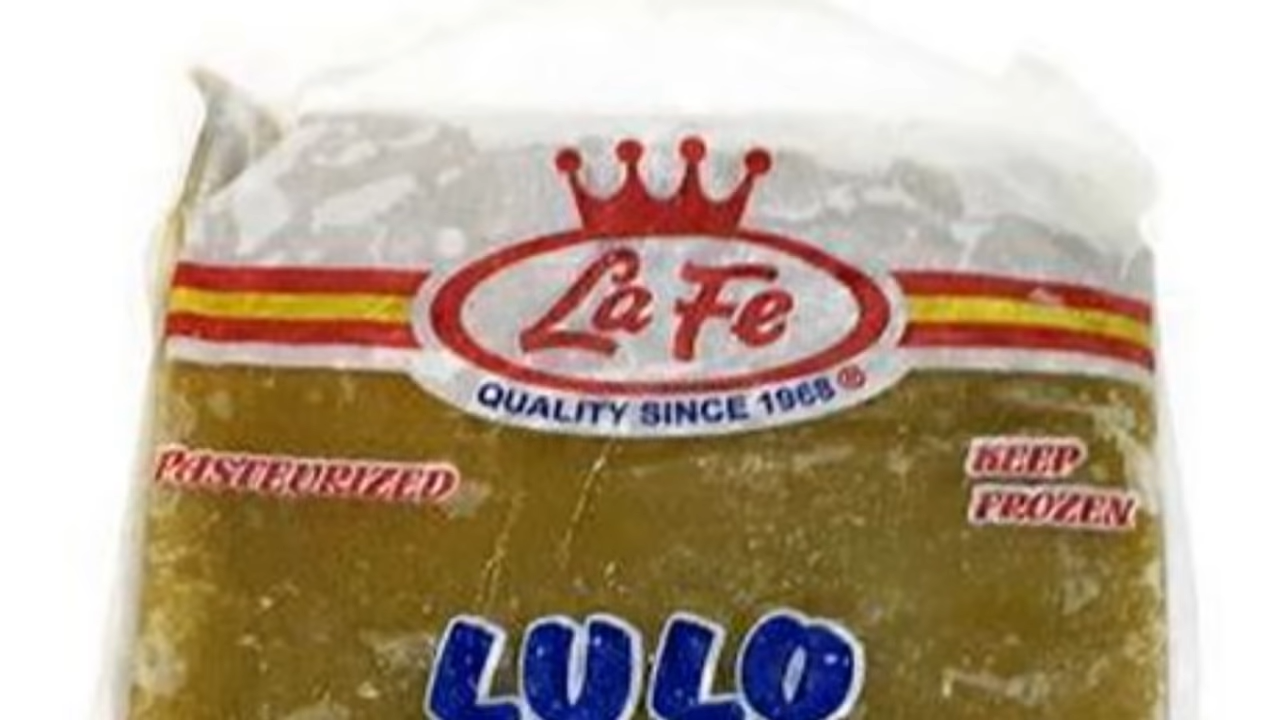 La Fe
QUALITY SINCE 1968 ®
PASTEURIZED
KEEP
FROZEN
LULO